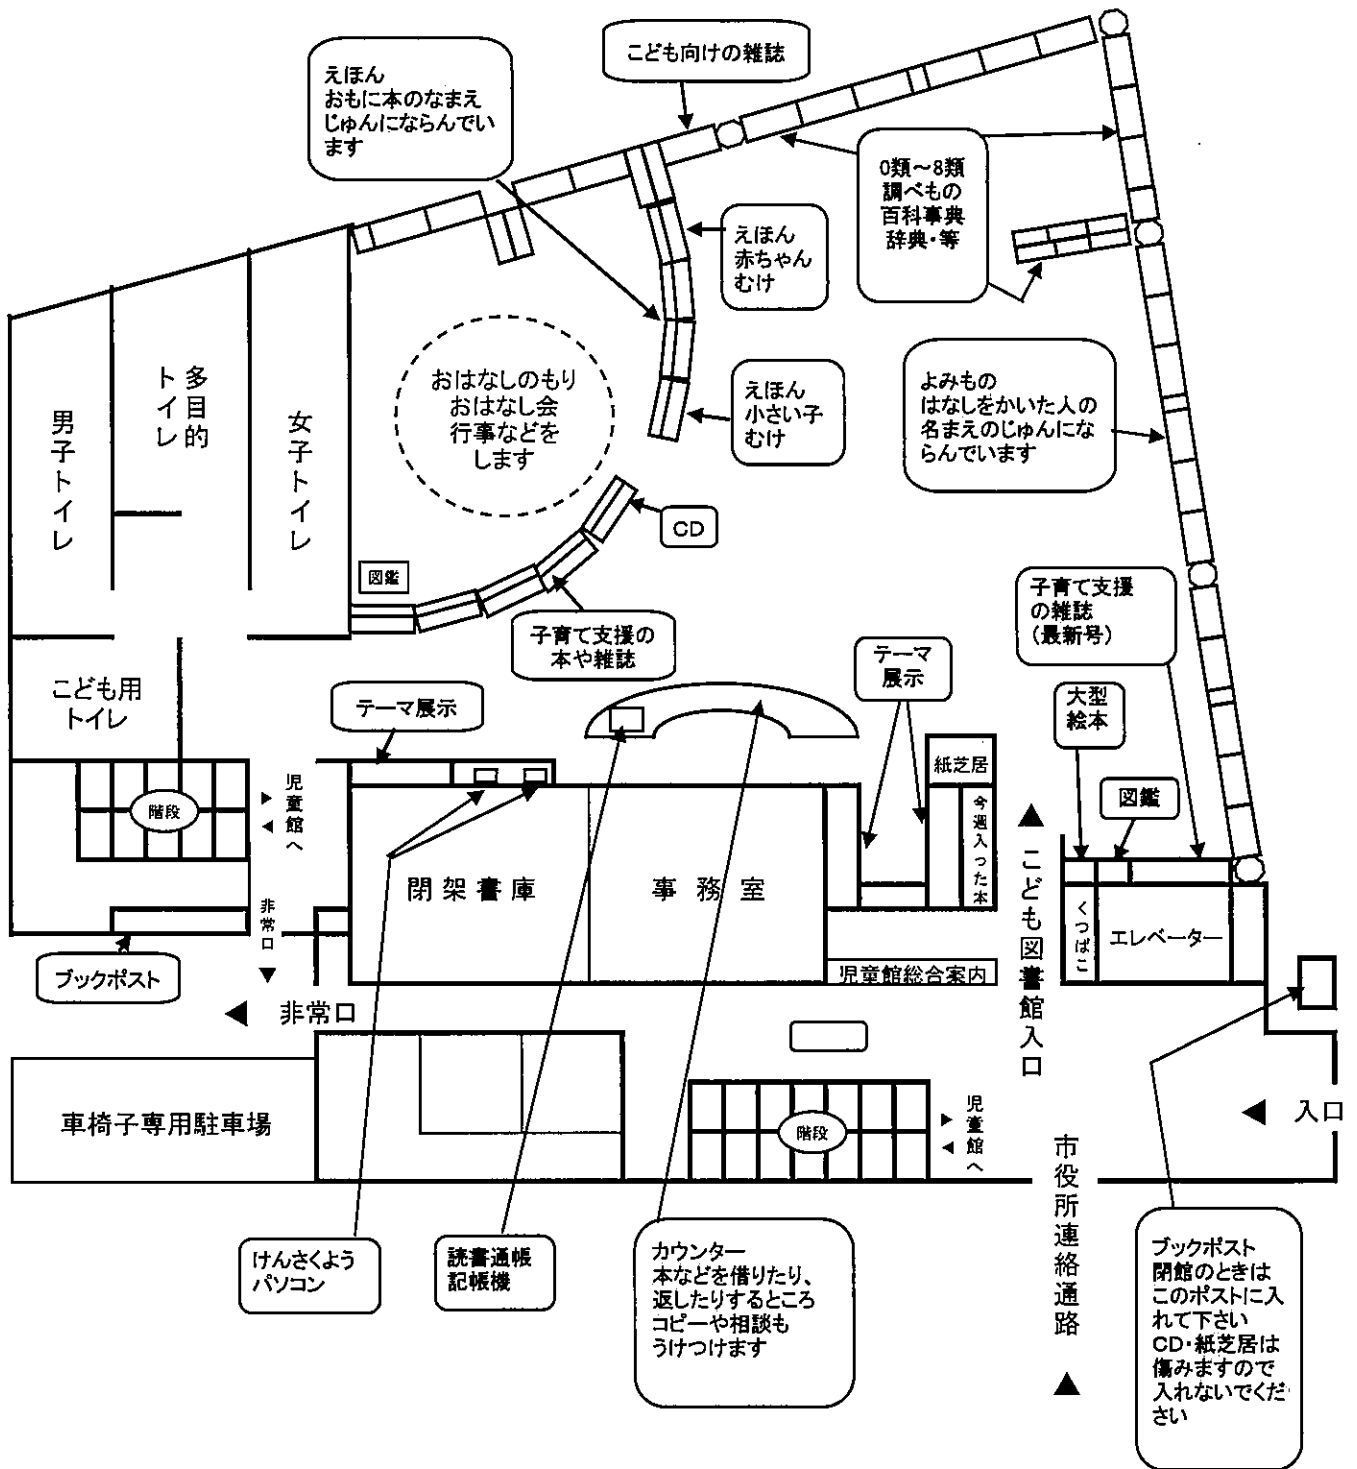 こども向けの雑誌
えほん
おもに本のなまえ
じゅんにならんでい
ます
0類～8類
調べもの
百科事典
辞典・等
えほん
赤ちゃん
むけ
えほん
小さい子
むけ
よみもの
はなしをかいた人の
名まえのじゅんにな
らんでいます
おはなしのもり
おはなし会
行事などを
します
男子トイレ
多目的
トイレ
女子トイレ
CD
図鑑
子育て支援の
本や雑誌
子育て支援
の雑誌
（最新号）
こども用
トイレ
テーマ展示
テーマ
展示
大型
絵本
図鑑
紙芝居
今週入った本
階段
児童館へ
閉架書庫
事務室
こども図書館入口
くつばこ
エレベーター
非常口
ブックポスト
児童館総合案内
非常口
車椅子専用駐車場
階段
児童館へ
入口
市役所連絡通路
けんさくよう
パソコン
読書通帳
記帳機
カウンター
本などを借りたり、
返したりするところ
コピーや相談も
うけつけます
ブックポスト
閉館のときは
このポストに入
れて下さい
CD・紙芝居は
傷みますので
入れないでくだ
さい